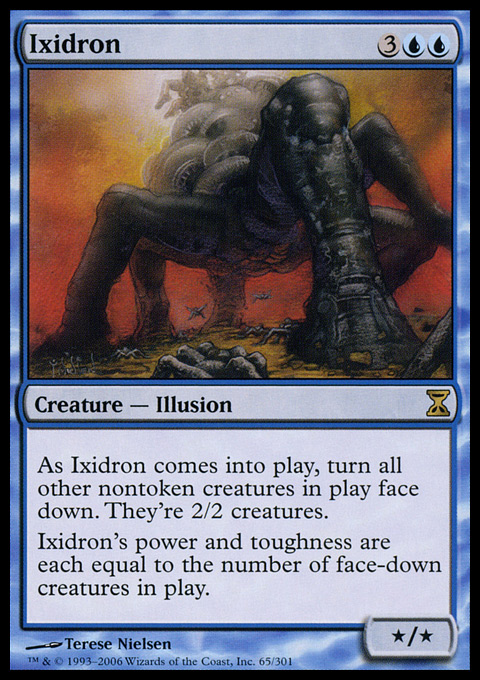 Ixidron 3
Creature — Illusion
As Ixidron comes into play, turn all
other nontoken creatures in play face
down. They're 2/2 creatures.
Ixidron's power and toughness are
each equal to the number of face-down
creatures in play.
★/★
Terese Nielsen
™ & © 1993–2006 Wizards of the Coast, Inc. 65/301